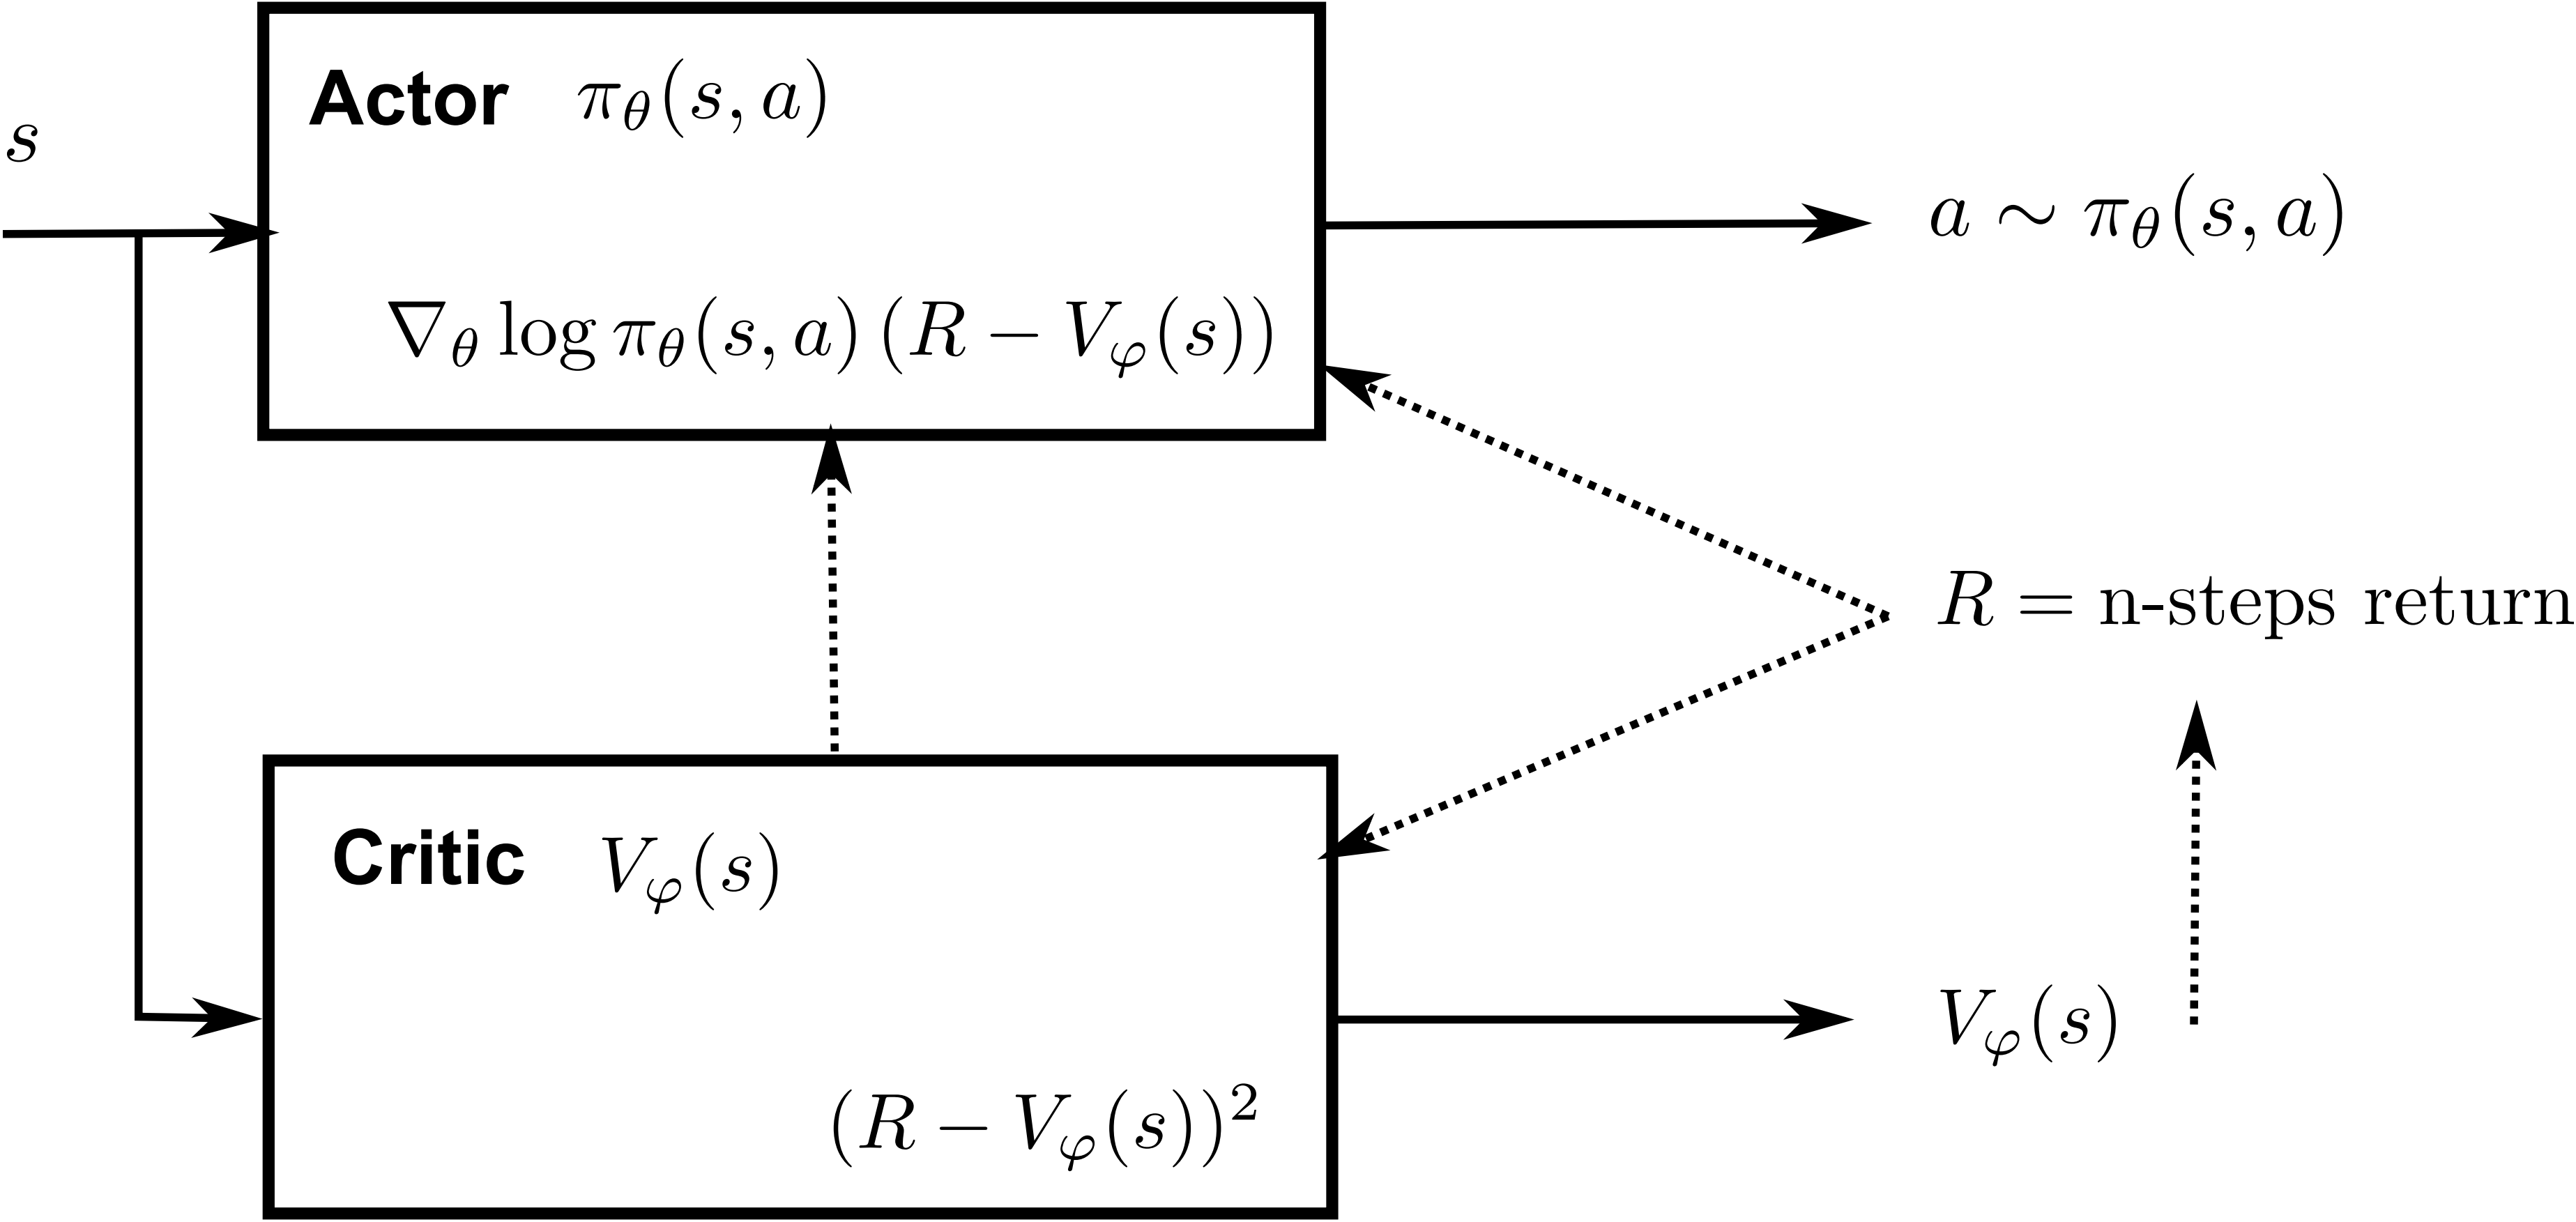 s
Actor π_θ(s, a)
∇_θ log π_θ(s, a) (R − V_φ(s))
a ∼ π_θ(s, a)
R = n-steps return
Critic V_φ(s)
(R − V_φ(s))²
V_φ(s)